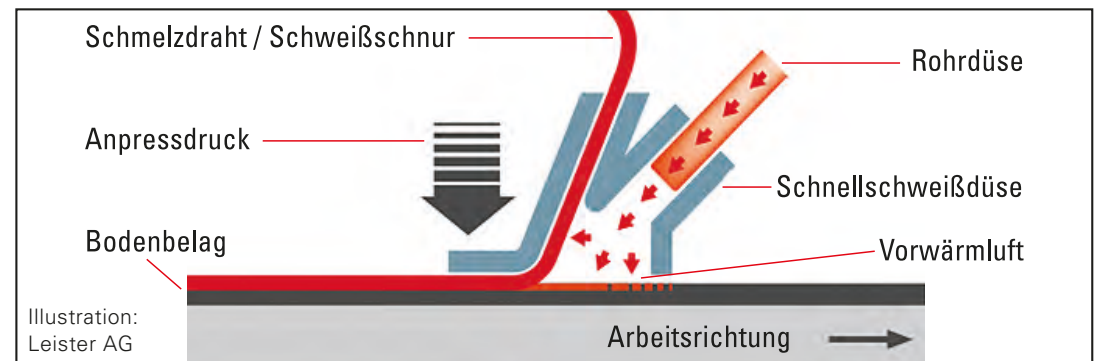 Schmelzdraht / Schweißschnur
Rohrdüse
Anpressdruck
Schnellschweißdüse
Bodenbelag
Vorwärmluft
Illustration:
Leister AG
Arbeitsrichtung